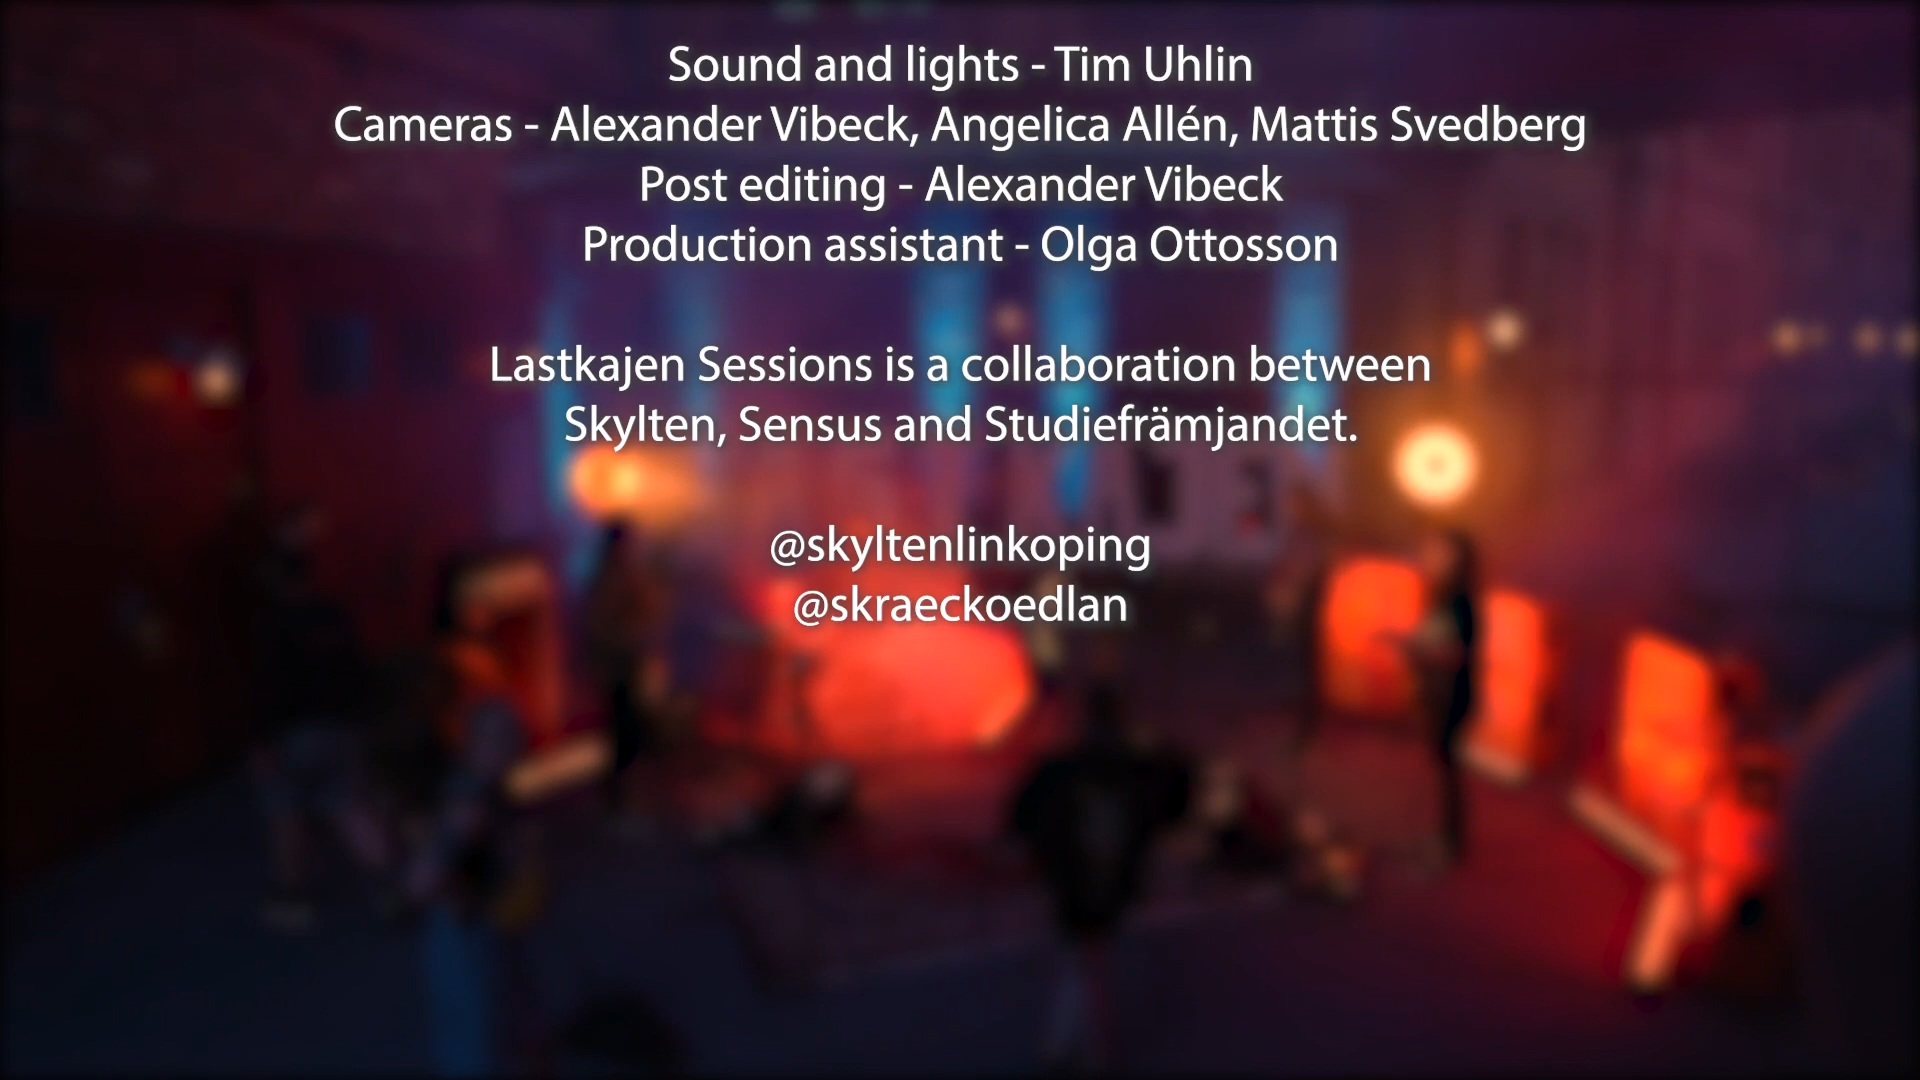 Sound and lights - Tim Uhlin
Cameras - Alexander Vibeck, Angelica Allén, Mattis Svedberg
Post editing - Alexander Vibeck
Production assistant - Olga Ottosson
Lastkajen Sessions is a collaboration between
Skylten, Sensus and Studiefrämjandet.
@skyltenlinkoping
@skraeckoedlan